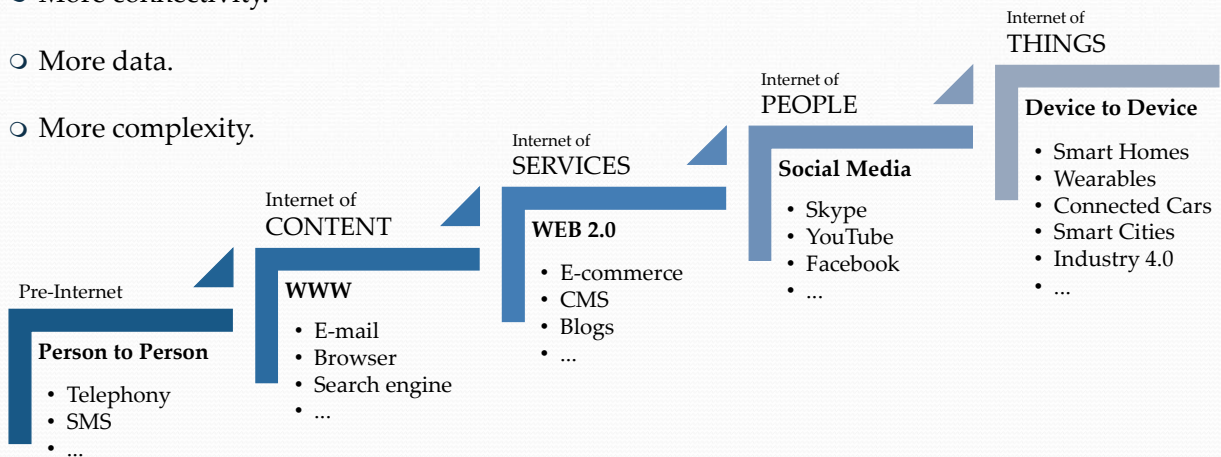 More connectivity.
○ More data.
○ More complexity.
Pre-Internet
Person to Person
• Telephony
• SMS
• ...
Internet of
CONTENT
WWW
• E-mail
• Browser
• Search engine
• ...
Internet of
SERVICES
WEB 2.0
• E-commerce
• CMS
• Blogs
• ...
Internet of
PEOPLE
Social Media
• Skype
• YouTube
• Facebook
• ...
Internet of
THINGS
Device to Device
• Smart Homes
• Wearables
• Connected Cars
• Smart Cities
• Industry 4.0
• ...